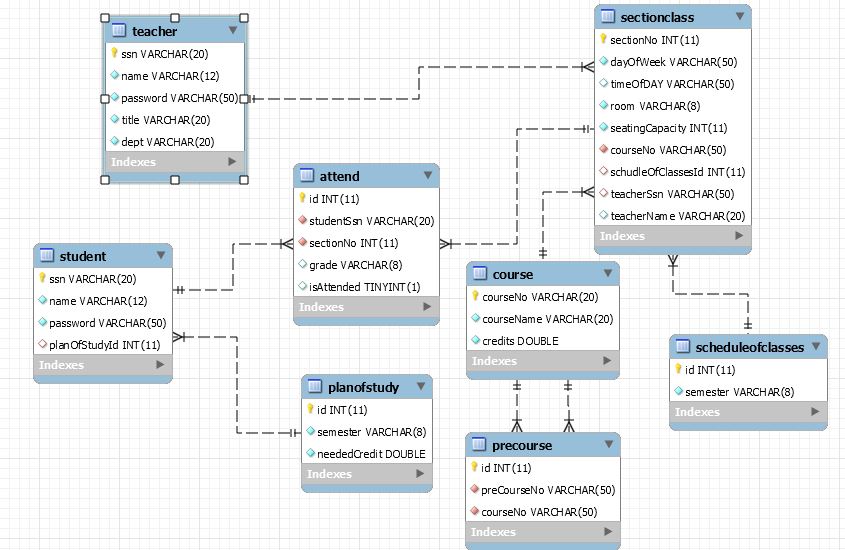 teacher
ssn VARCHAR(20)
name VARCHAR(12)
password VARCHAR(50)
title VARCHAR(20)
dept VARCHAR(20)
Indexes
sectionclass
sectionNo INT(11)
dayOfWeek VARCHAR(50)
timeOfDAY VARCHAR(50)
room VARCHAR(8)
seatingCapacity INT(11)
courseNo VARCHAR(50)
schudleOfClassesId INT(11)
teacherSsn VARCHAR(50)
teacherName VARCHAR(20)
Indexes
attend
id INT(11)
studentSsn VARCHAR(20)
sectionNo INT(11)
grade VARCHAR(8)
isAttended TINYINT(1)
Indexes
student
ssn VARCHAR(20)
name VARCHAR(12)
password VARCHAR(50)
planOfStudyId INT(11)
Indexes
course
courseNo VARCHAR(20)
courseName VARCHAR(20)
credits DOUBLE
Indexes
scheduleofclasses
id INT(11)
semester VARCHAR(8)
Indexes
planofstudy
id INT(11)
semester VARCHAR(8)
neededCredit DOUBLE
Indexes
precourse
id INT(11)
preCourseNo VARCHAR(50)
courseNo VARCHAR(50)
Indexes